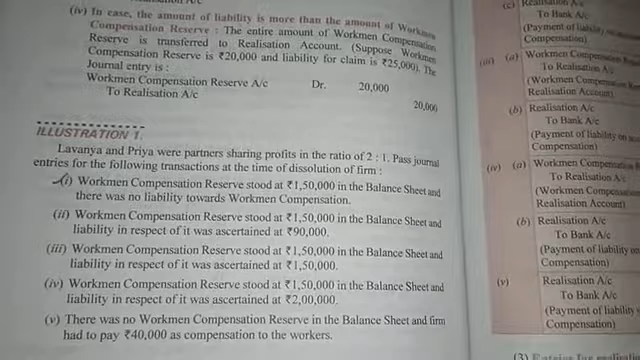 (iv) In case, the amount of liability is more than the amount of Workmen
Compensation Reserve : The entire amount of Workmen Compensation
Reserve is transferred to Realisation Account. (Suppose Workmen
Compensation Reserve is ₹20,000 and liability for claim is ₹25,000). The
Journal entry is :
Workmen Compensation Reserve A/c Dr. 20,000
To Realisation A/c 20,000
ILLUSTRATION 1.
Lavanya and Priya were partners sharing profits in the ratio of 2 : 1. Pass journal
entries for the following transactions at the time of dissolution of firm :
(i) Workmen Compensation Reserve stood at ₹1,50,000 in the Balance Sheet and
there was no liability towards Workmen Compensation.
(ii) Workmen Compensation Reserve stood at ₹1,50,000 in the Balance Sheet and
liability in respect of it was ascertained at ₹90,000.
(iii) Workmen Compensation Reserve stood at ₹1,50,000 in the Balance Sheet and
liability in respect of it was ascertained at ₹1,50,000.
(iv) Workmen Compensation Reserve stood at ₹1,50,000 in the Balance Sheet and
liability in respect of it was ascertained at ₹2,00,000.
(v) There was no Workmen Compensation Reserve in the Balance Sheet and firm
had to pay ₹40,000 as compensation to the workers.
(c) Realisation A/c
To Bank A/c
(Payment of liability
Compensation)
(iii) (a) Workmen Compensation
To Realisation A/c
(Workmen
Realisation Account)
(b) Realisation A/c
To Bank A/c
(Payment of liability on
Compensation)
(iv) (a) Workmen Compensation
To Realisation A/c
(Workmen Compensation
Realisation Account)
(b) Realisation A/c
To Bank A/c
(Payment of liability on
Compensation)
(v) Realisation A/c
To Bank A/c
(Payment of liability
Compensation)